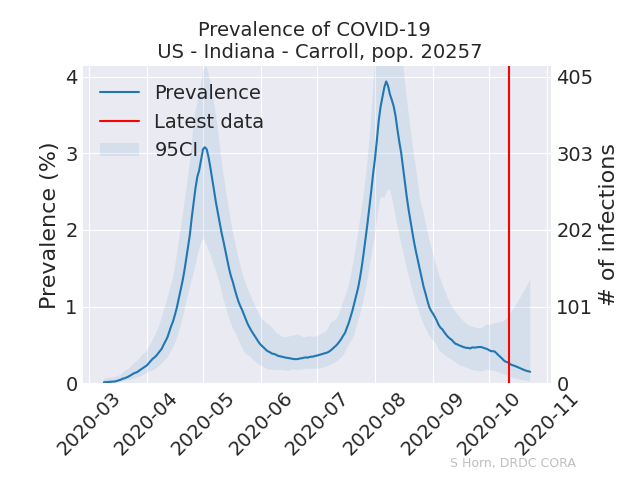 Prevalence of COVID-19
US - Indiana - Carroll, pop. 20257
Prevalence
Latest data
95CI
Prevalence (%)
4
3
2
1
0
# of infections
405
303
202
101
0
2020-03
2020-04
2020-05
2020-06
2020-07
2020-08
2020-09
2020-10
2020-11
S Horn, DRDC CORA